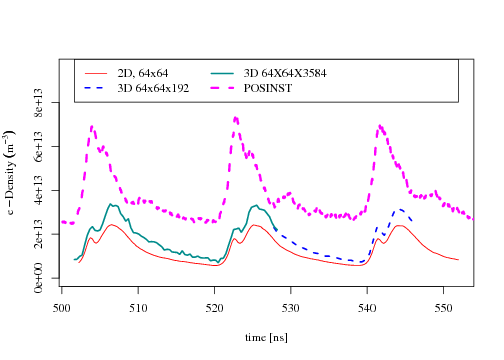 2D, 64x64
3D 64x64x192
3D 64X64X3584
POSINST
e−Density (m⁻³)
0e+00
2e+13
4e+13
6e+13
8e+13
500
510
520
530
540
550
time [ns]